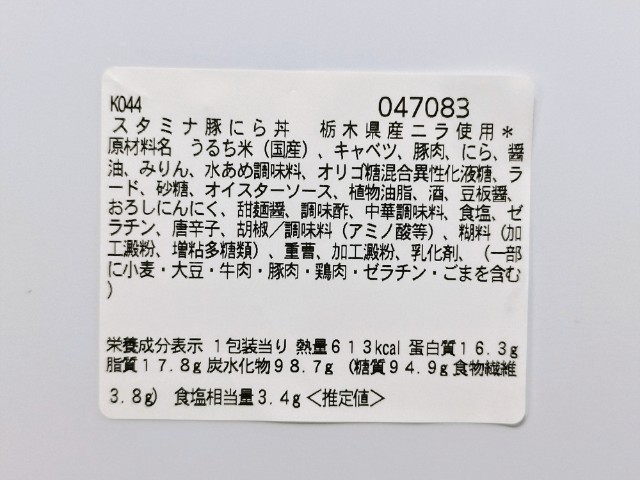 K044 047083
スタミナ豚にら丼 栃木県産ニラ使用*
原材料名 うるち米（国産）、キャベツ、豚肉、にら、醤
油、みりん、水あめ調味料、オリゴ糖混合異性化液糖、ラ
ード、砂糖、オイスターソース、植物油脂、酒、豆板醤、
おろしにんにく、甜麺醤、調味酢、中華調味料、食塩、ゼ
ラチン、唐辛子、胡椒／調味料（アミノ酸等）、糊料（加
工澱粉、増粘多糖類）、重曹、加工澱粉、乳化剤、（一部
に小麦・大豆・牛肉・豚肉・鶏肉・ゼラチン・ごまを含む
）
栄養成分表示 1包装当り 熱量613kcal 蛋白質16.3g
脂質17.8g 炭水化物98.7g （糖質94.9g 食物繊維
3.8g） 食塩相当量3.4g＜推定値＞